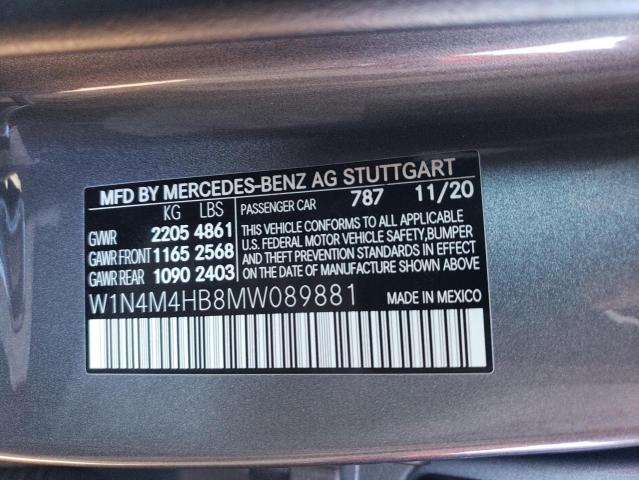 MFD BY MERCEDES-BENZ AG STUTTGART
KG LBS PASSENGER CAR 787 11/20
GVWR 2205 4861
GAWR FRONT 1165 2568
GAWR REAR 1090 2403
THIS VEHICLE CONFORMS TO ALL APPLICABLE
U.S. FEDERAL MOTOR VEHICLE SAFETY,BUMPER
AND THEFT PREVENTION STANDARDS IN EFFECT
ON THE DATE OF MANUFACTURE SHOWN ABOVE.
W1N4M4HB8MW089881 MADE IN MEXICO